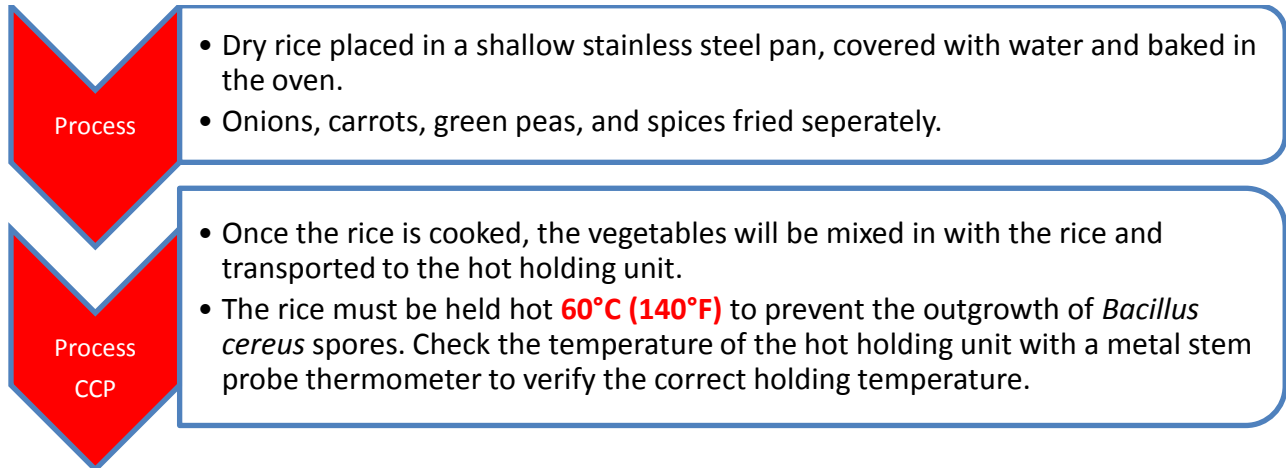 Process
• Dry rice placed in a shallow stainless steel pan, covered with water and baked in
the oven.
• Onions, carrots, green peas, and spices fried seperately.
Process
CCP
• Once the rice is cooked, the vegetables will be mixed in with the rice and
transported to the hot holding unit.
• The rice must be held hot 60°C (140°F) to prevent the outgrowth of Bacillus
cereus spores. Check the temperature of the hot holding unit with a metal stem
probe thermometer to verify the correct holding temperature.